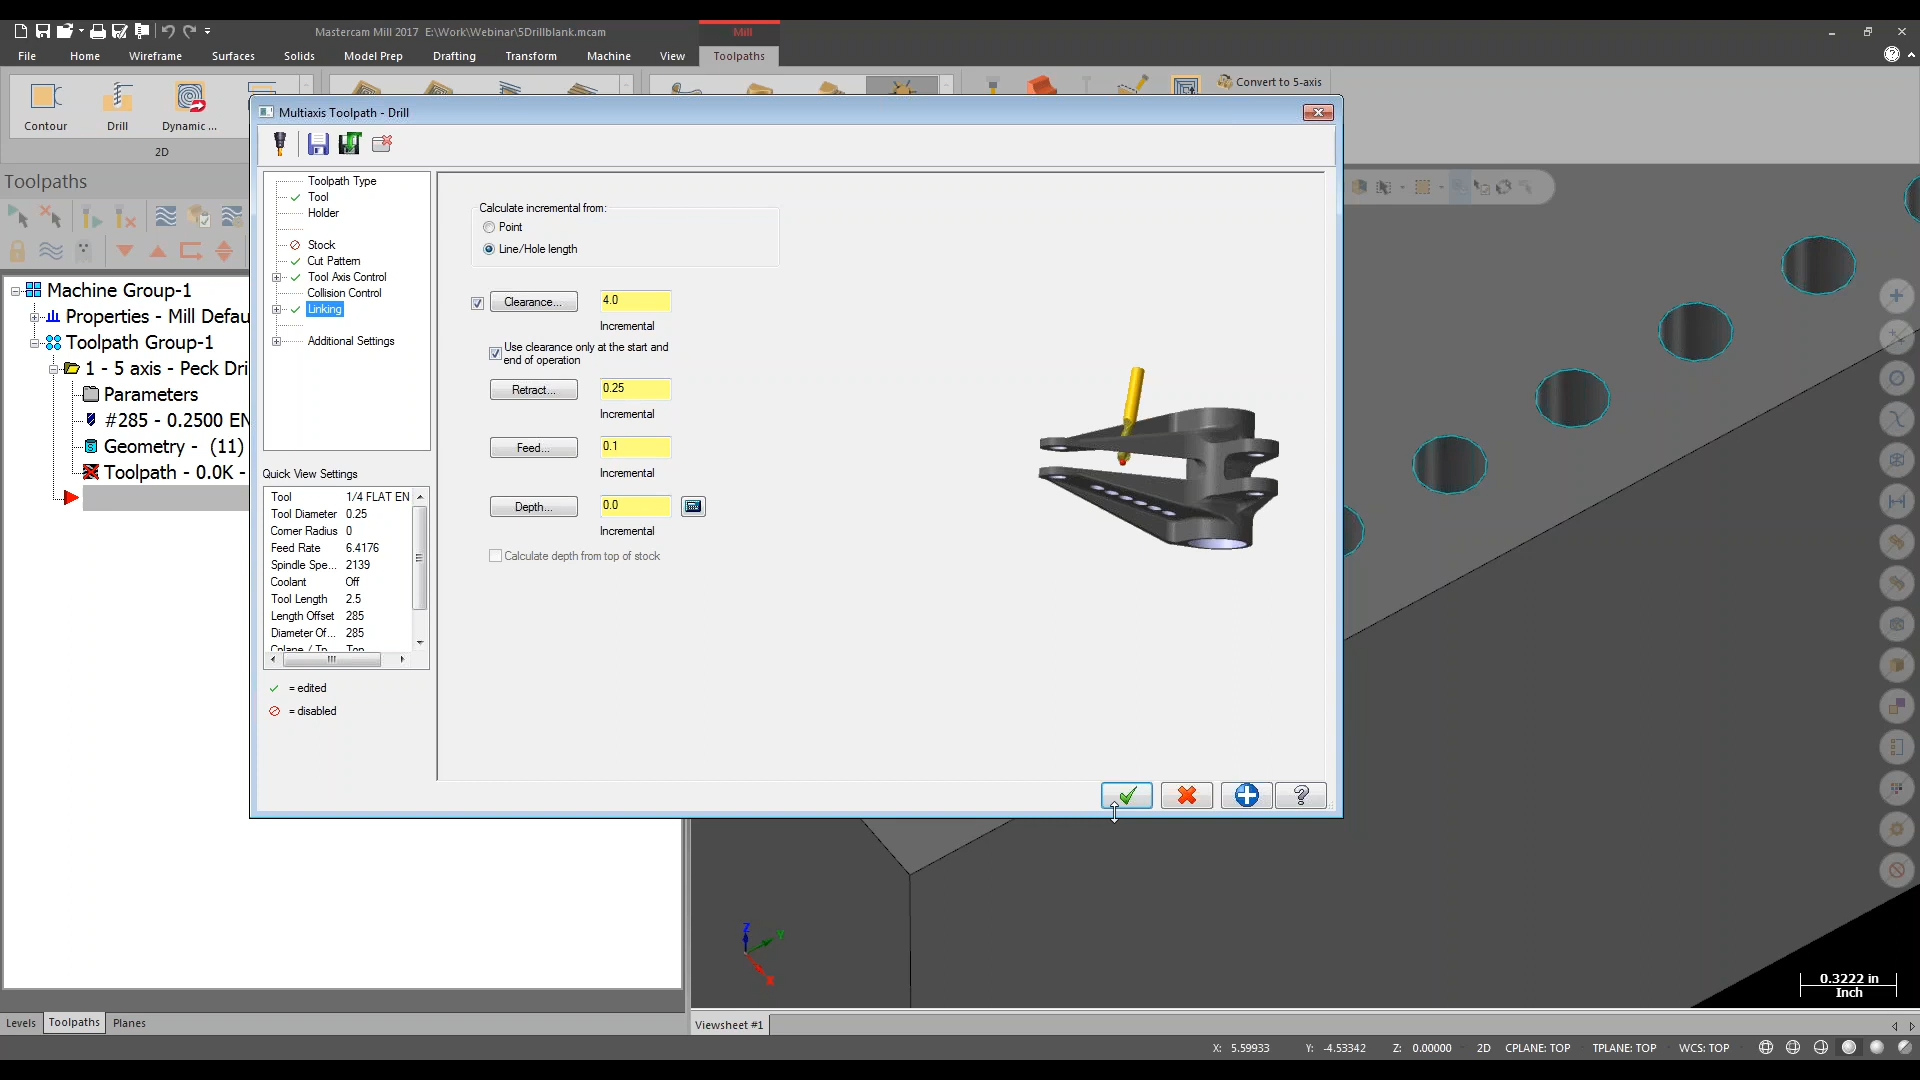 Mastercam Mill 2017  E:\Work\Webinar\5Drillblank.mcam
Mill
File
Home
Wireframe
Surfaces
Solids
Model Prep
Drafting
Transform
Machine
View
Toolpaths
Contour
Drill
Dynamic ...
2D
Convert to 5-axis
Toolpaths
Machine Group-1
Properties - Mill Defau
Toolpath Group-1
1 - 5 axis - Peck Dri
Parameters
#285 - 0.2500 EN
Geometry -  (11)
Toolpath - 0.0K -
Multiaxis Toolpath - Drill
Toolpath Type
Tool
Holder
Stock
Cut Pattern
Tool Axis Control
Collision Control
Linking
Additional Settings
Quick View Settings
Tool 1/4 FLAT EN
Tool Diameter 0.25
Corner Radius 0
Feed Rate 6.4176
Spindle Spe... 2139
Coolant Off
Tool Length 2.5
Length Offset 285
Diameter Of... 285
Cplane / Tp... Top
= edited
= disabled
Calculate incremental from:
Point
Line/Hole length
Clearance... 4.0
Incremental
Use clearance only at the start and
end of operation
Retract... 0.25
Incremental
Feed... 0.1
Incremental
Depth... 0.0
Incremental
Calculate depth from top of stock
Z
Y
X
0.3222 in
Inch
Levels
Toolpaths
Planes
Viewsheet #1
X: 5.59933
Y: -4.53342
Z: 0.00000
2D
CPLANE: TOP
TPLANE: TOP
WCS: TOP